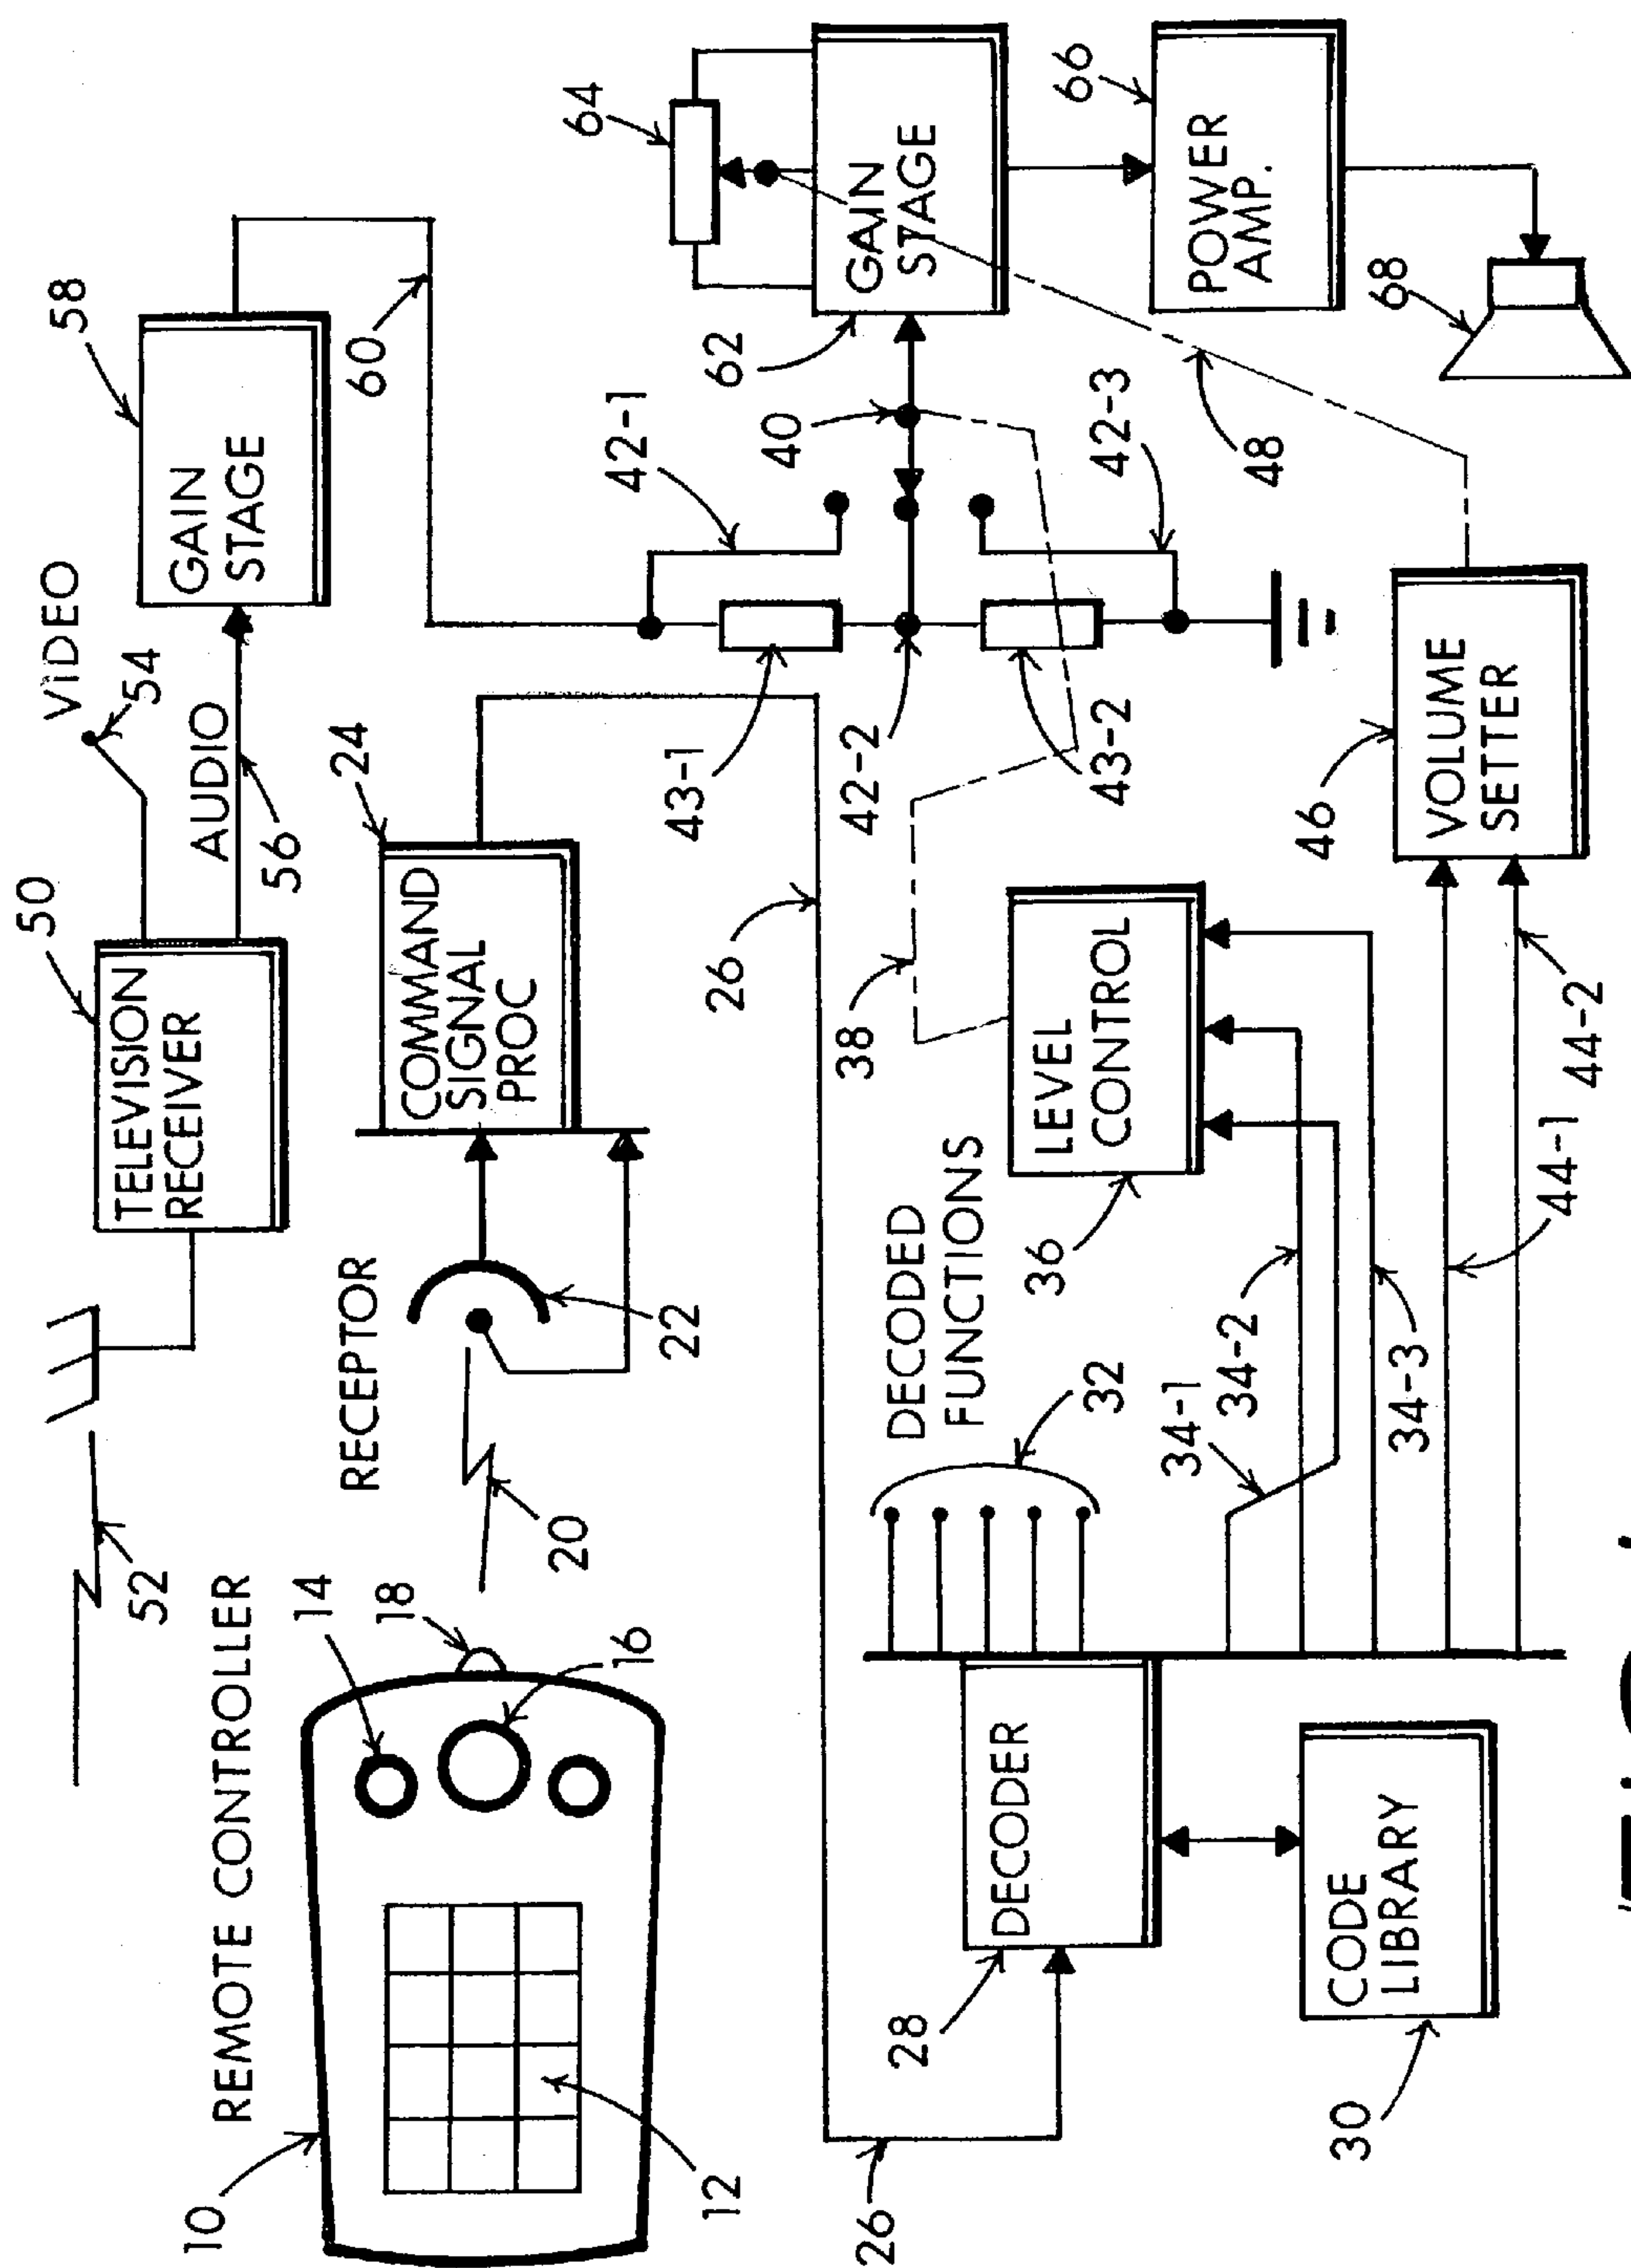 52
50
TELEVISION
RECEIVER
VIDEO
54
AUDIO
56
58
GAIN
STAGE
60
REMOTE CONTROLLER
10
12
14
16
18
20
RECEPTOR
22
24
COMMAND
SIGNAL
PROC
26
43-1
42-1
42-2
43-2
42-3
40
62
64
GAIN
STAGE
66
POWER
AMP.
68
48
38
26
28
DECODER
30
CODE
LIBRARY
DECODED
FUNCTIONS
32
34-1
34-2
34-3
36
LEVEL
CONTROL
44-1
44-2
46
VOLUME
SETTER